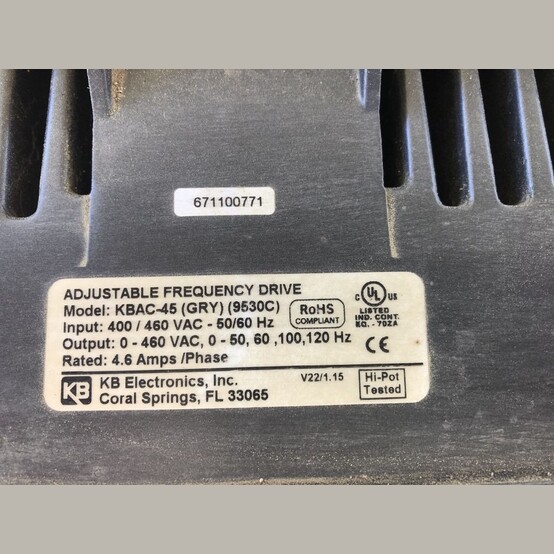 671100771
ADJUSTABLE FREQUENCY DRIVE
Model: KBAC-45 (GRY) (9530C)
Input: 400 / 460 VAC - 50/60 Hz
Output: 0 - 460 VAC, 0 - 50, 60 ,100,120 Hz
Rated: 4.6 Amps /Phase
RoHS
COMPLIANT
C UL US
LISTED
IND. CONT.
EQ. - 70ZA
CE
KB
KB Electronics, Inc.
Coral Springs, FL 33065
V22/1.15
Hi-Pot
Tested